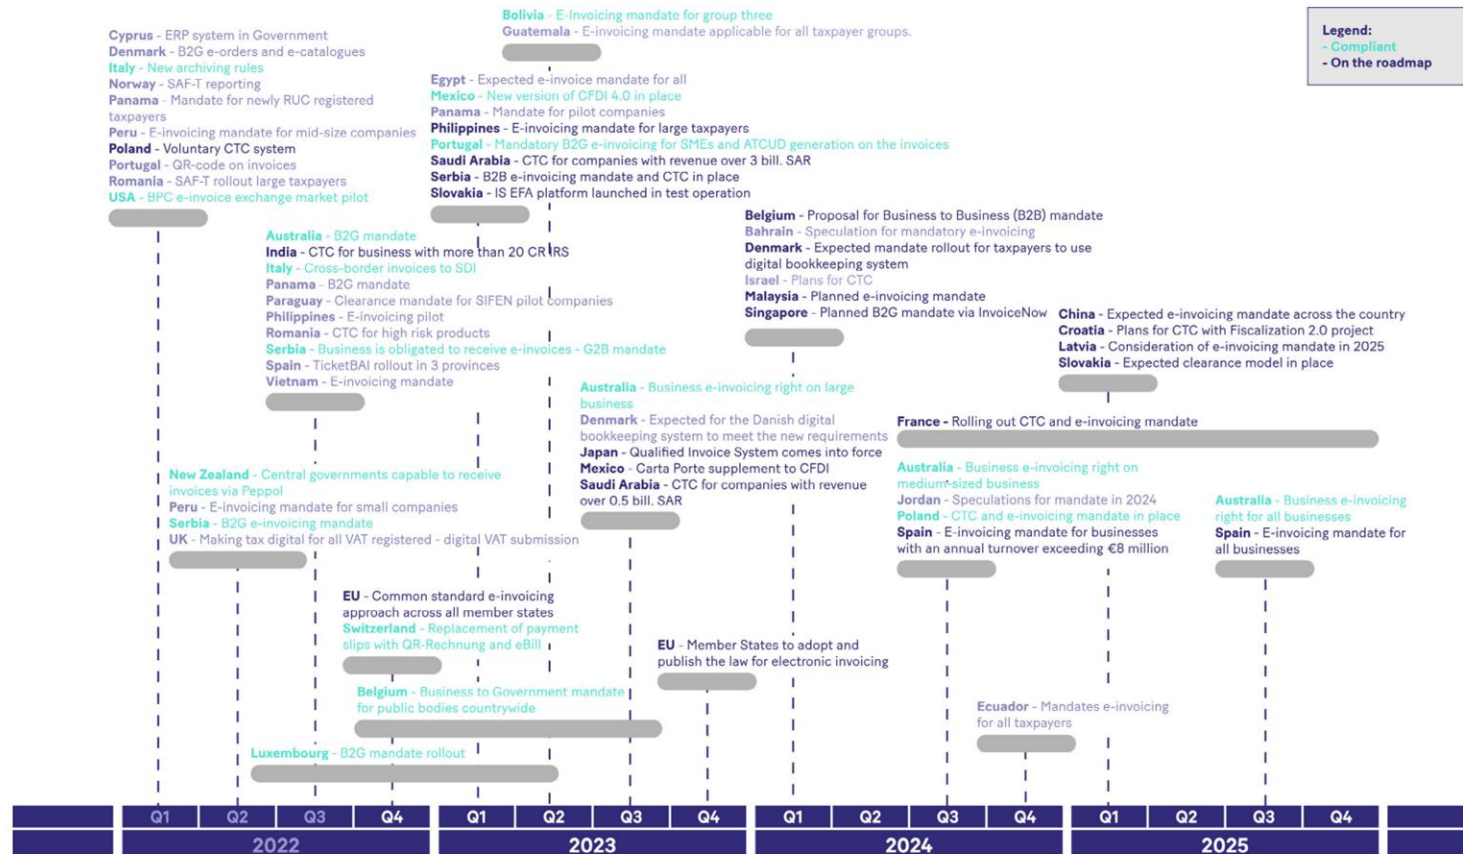 Bolivia - E-Invoicing mandate for group three
Guatemala - E-invoicing mandate applicable for all taxpayer groups.
Legend:
- Compliant
- On the roadmap
Cyprus - ERP system in Government
Denmark - B2G e-orders and e-catalogues
Italy - New archiving rules
Norway - SAF-T reporting
Panama - Mandate for newly RUC registered
taxpayers
Peru - E-invoicing mandate for mid-size companies
Poland - Voluntary CTC system
Portugal - QR-code on invoices
Romania - SAF-T rollout large taxpayers
USA - BPC e-invoice exchange market pilot
Egypt - Expected e-invoice mandate for all
Mexico - New version of CFDI 4.0 in place
Panama - Mandate for pilot companies
Philippines - E-invoicing mandate for large taxpayers
Portugal - Mandatory B2G e-invoicing for SMEs and ATCUD generation on the invoices
Saudi Arabia - CTC for companies with revenue over 3 bill. SAR
Serbia - B2B e-invoicing mandate and CTC in place
Slovakia - IS EFA platform launched in test operation
Australia - B2G mandate
India - CTC for business with more than 20 CR IRS
Italy - Cross-border invoices to SDI
Panama - B2G mandate
Paraguay - Clearance mandate for SIFEN pilot companies
Philippines - E-invoicing pilot
Romania - CTC for high risk products
Serbia - Business is obligated to receive e-invoices - G2B mandate
Spain - TicketBAI rollout in 3 provinces
Vietnam - E-invoicing mandate
Belgium - Proposal for Business to Business (B2B) mandate
Bahrain - Speculation for mandatory e-invoicing
Denmark - Expected mandate rollout for taxpayers to use
digital bookkeeping system
Israel - Plans for CTC
Malaysia - Planned e-invoicing mandate
Singapore - Planned B2G mandate via InvoiceNow
China - Expected e-invoicing mandate across the country
Croatia - Plans for CTC with Fiscalization 2.0 project
Latvia - Consideration of e-invoicing mandate in 2025
Slovakia - Expected clearance model in place
Australia - Business e-invoicing right on large
business
Denmark - Expected for the Danish digital
bookkeeping system to meet the new requirements
Japan - Qualified Invoice System comes into force
Mexico - Carta Porte supplement to CFDI
Saudi Arabia - CTC for companies with revenue
over 0.5 bill. SAR
France - Rolling out CTC and e-invoicing mandate
New Zealand - Central governments capable to receive
invoices via Peppol
Peru - E-invoicing mandate for small companies
Serbia - B2G e-invoicing mandate
UK - Making tax digital for all VAT registered - digital VAT submission
Australia - Business e-invoicing right on
medium-sized business
Jordan - Speculations for mandate in 2024
Poland - CTC and e-invoicing mandate in place
Spain - E-invoicing mandate for businesses
with an annual turnover exceeding €8 million
Australia - Business e-invoicing
right for all businesses
Spain - E-invoicing mandate for
all businesses
EU - Common standard e-invoicing
approach across all member states
Switzerland - Replacement of payment
slips with QR-Rechnung and eBill
EU - Member States to adopt and
publish the law for electronic invoicing
Belgium - Business to Government mandate
for public bodies countrywide
Ecuador - Mandates e-invoicing
for all taxpayers
Luxembourg - B2G mandate rollout
Q1 Q2 Q3 Q4 Q1 Q2 Q3 Q4 Q1 Q2 Q3 Q4 Q1 Q2 Q3 Q4
2022 2023 2024 2025